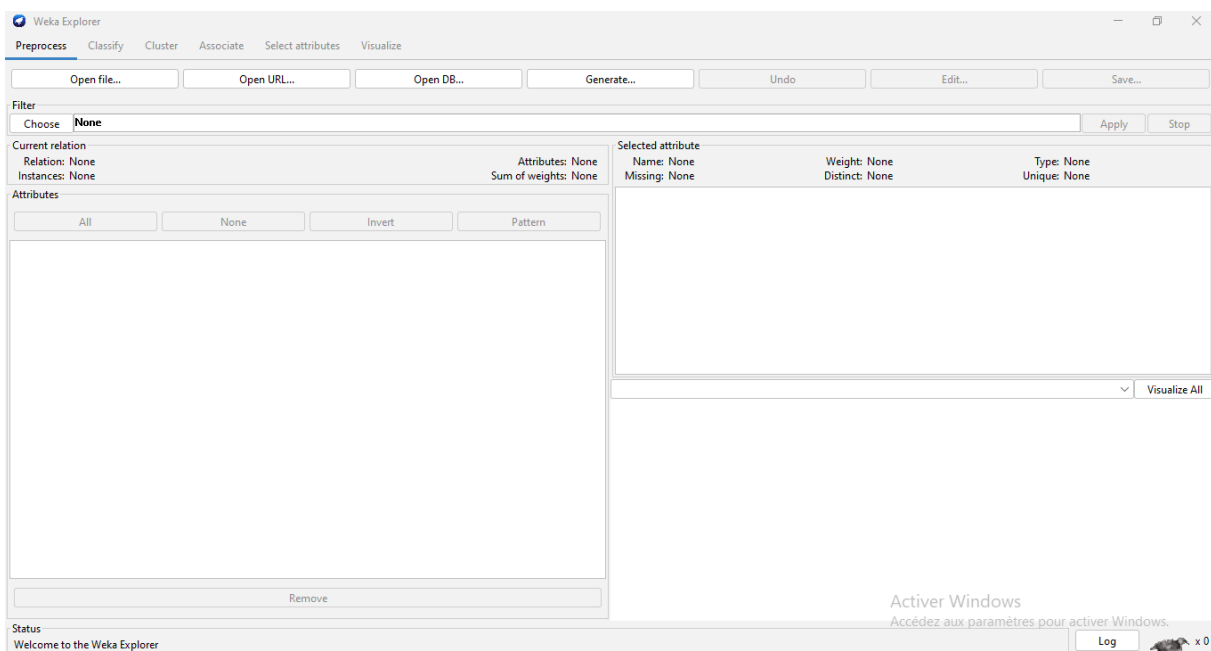 Weka Explorer
Preprocess Classify Cluster Associate Select attributes Visualize
Open file... Open URL... Open DB... Generate... Undo Edit... Save...
Filter
Choose None Apply Stop
Current relation
Relation: None Attributes: None
Instances: None Sum of weights: None
Selected attribute
Name: None Weight: None Type: None
Missing: None Distinct: None Unique: None
Attributes
All None Invert Pattern
Visualize All
Remove
Activer Windows
Accédez aux paramètres pour activer Windows.
Status
Welcome to the Weka Explorer
Log x 0